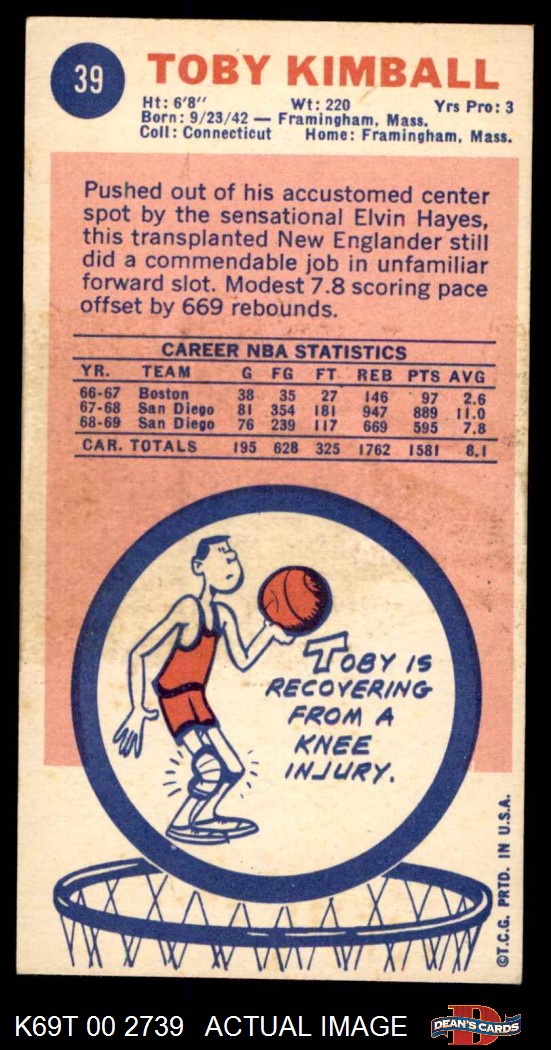 39
TOBY KIMBALL
Ht: 6'8" Wt: 220 Yrs Pro: 3
Born: 9/23/42 — Framingham, Mass.
Coll: Connecticut Home: Framingham, Mass.
Pushed out of his accustomed center
spot by the sensational Elvin Hayes,
this transplanted New Englander still
did a commendable job in unfamiliar
forward slot. Modest 7.8 scoring pace
offset by 669 rebounds.
CAREER NBA STATISTICS
YR. TEAM G FG FT REB PTS AVG
66-67 Boston 38 35 27 146 97 2.6
67-68 San Diego 81 354 181 947 889 11.0
68-69 San Diego 76 239 117 669 595 7.8
CAR. TOTALS 195 628 325 1762 1581 8.1
TOBY IS
RECOVERING
FROM A
KNEE
INJURY.
©T.C.G. PRTD. IN U.S.A.
K69T 00 2739 ACTUAL IMAGE
D
DEAN'S CARDS